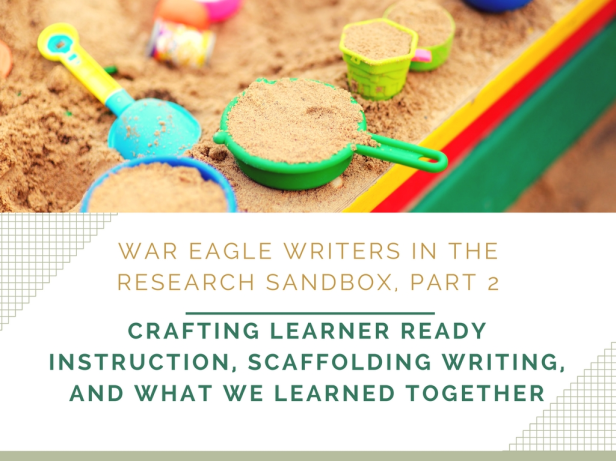 WAR EAGLE WRITERS IN THE
RESEARCH SANDBOX, PART 2
CRAFTING LEARNER READY
INSTRUCTION, SCAFFOLDING WRITING,
AND WHAT WE LEARNED TOGETHER